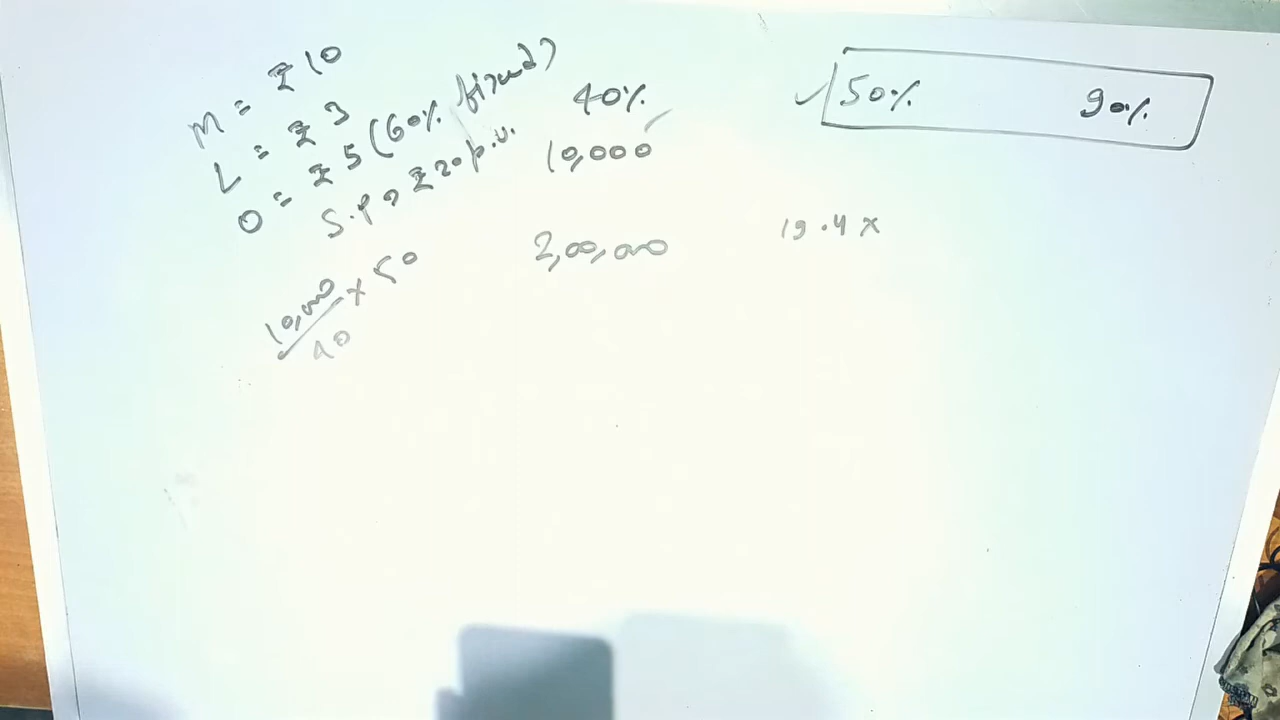 M = ₹ 10
L = ₹ 3
O = ₹ 5 (60% fixed)
S.P → ₹20 p.u.
40%
10,000
50% 90%
2,00,000
19.4 x
10,000 / 40 x 50